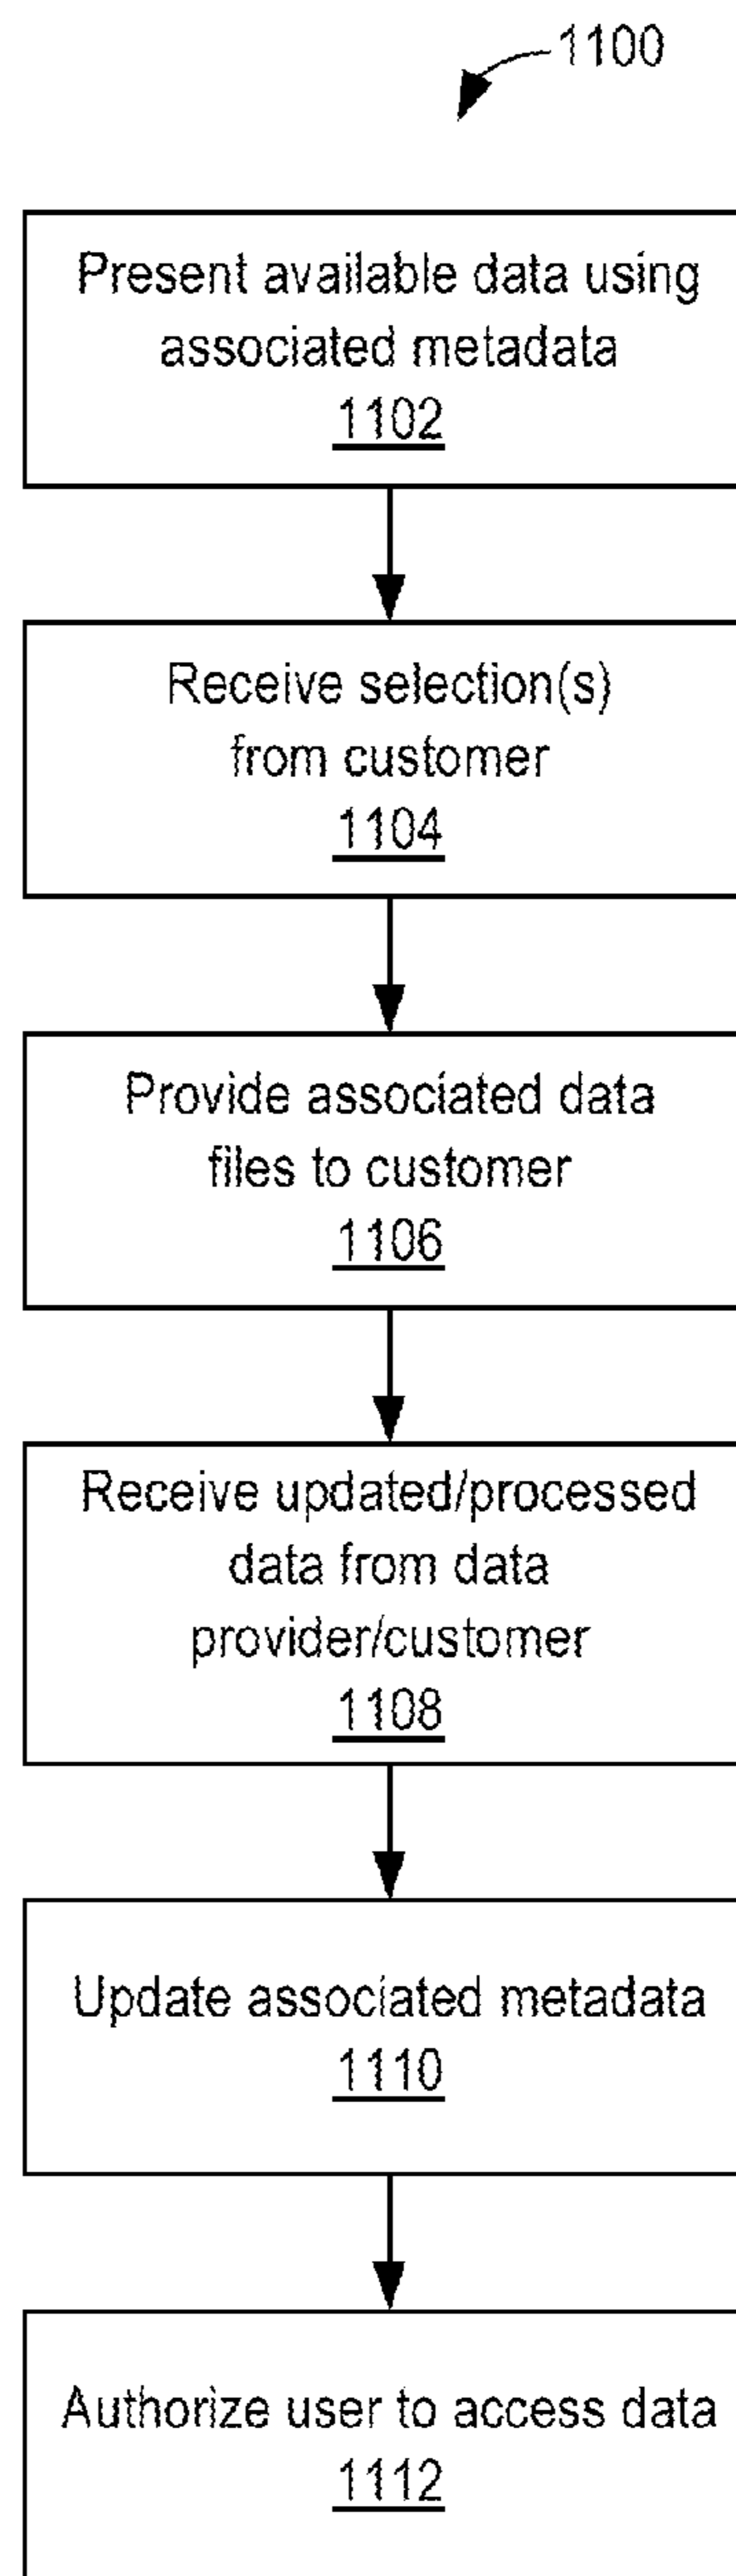 1100
Present available data using
associated metadata
1102
Receive selection(s)
from customer
1104
Provide associated data
files to customer
1106
Receive updated/processed
data from data
provider/customer
1108
Update associated metadata
1110
Authorize user to access data
1112